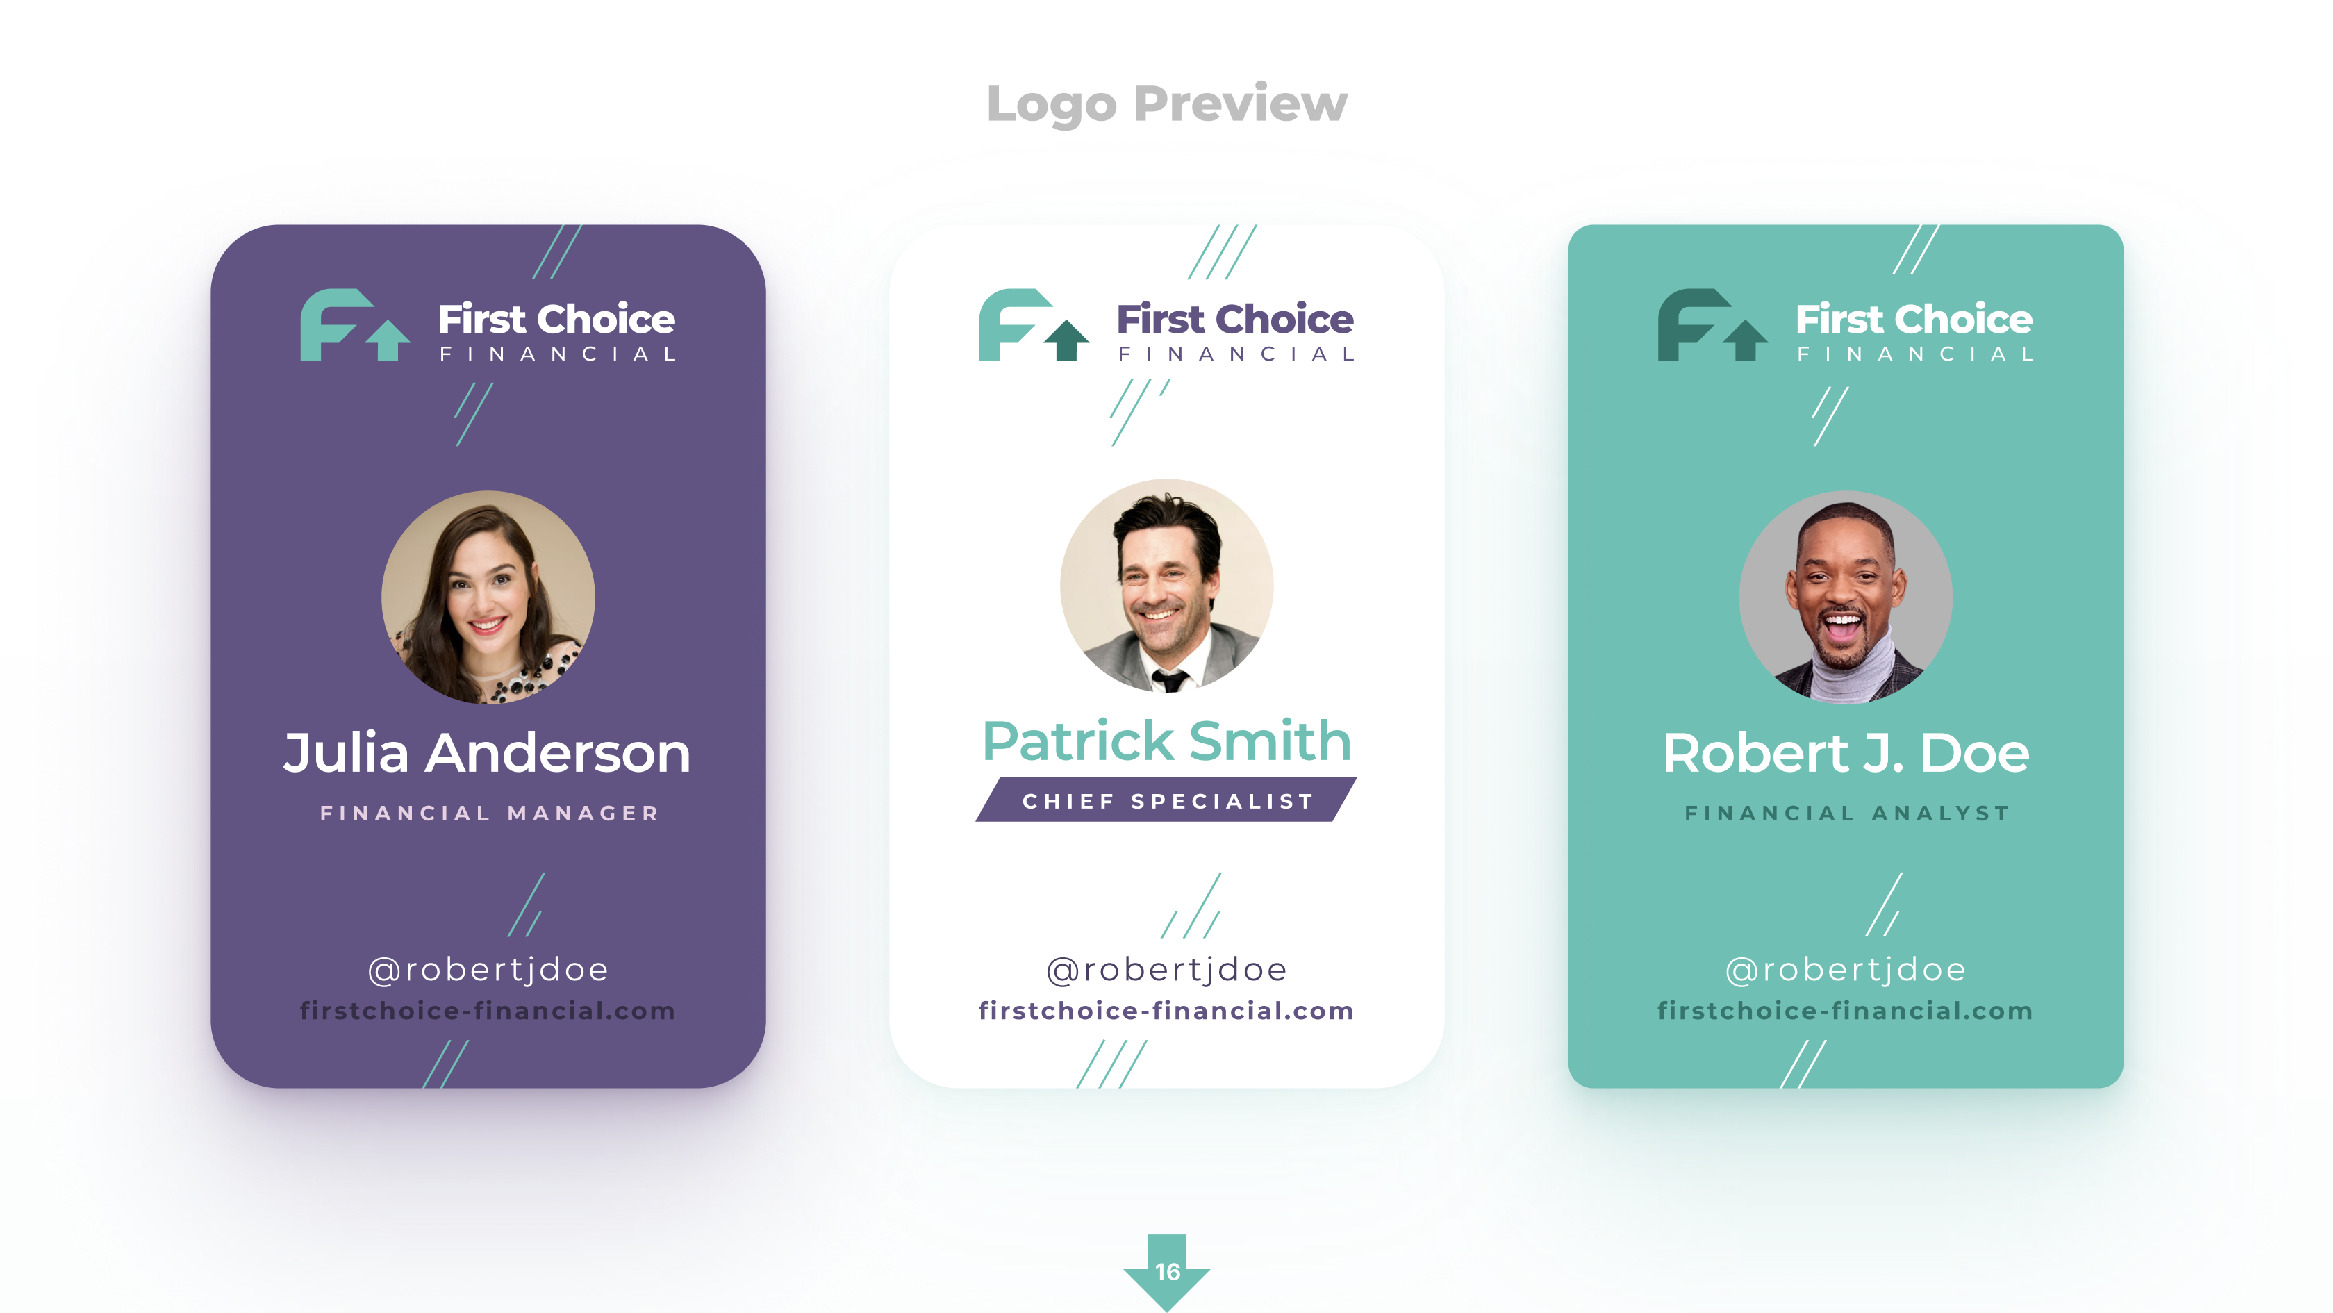 Logo Preview
First Choice
FINANCIAL
Julia Anderson
FINANCIAL MANAGER
@robertjdoe
firstchoice-financial.com
First Choice
FINANCIAL
Patrick Smith
CHIEF SPECIALIST
@robertjdoe
firstchoice-financial.com
First Choice
FINANCIAL
Robert J. Doe
FINANCIAL ANALYST
@robertjdoe
firstchoice-financial.com
16